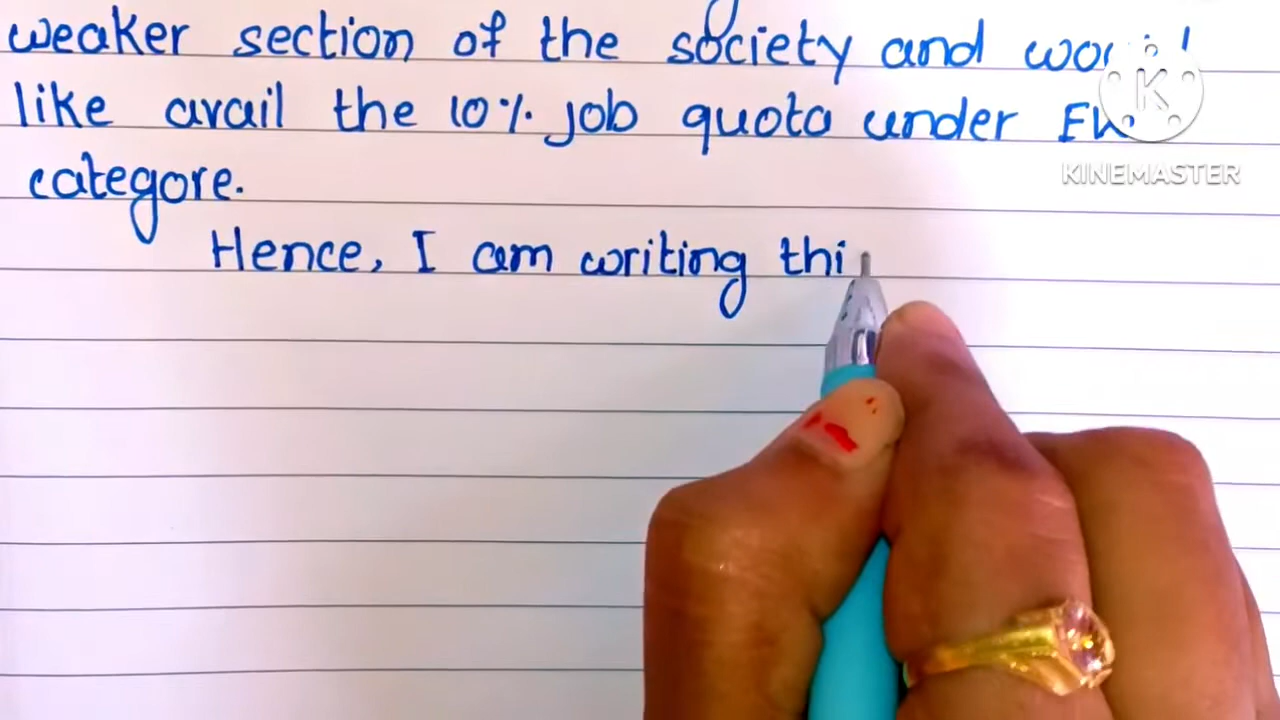 weaker section of the society and
like avail the 10% job quota under
categore.
Hence, I am writing thi
K
KINEMASTER